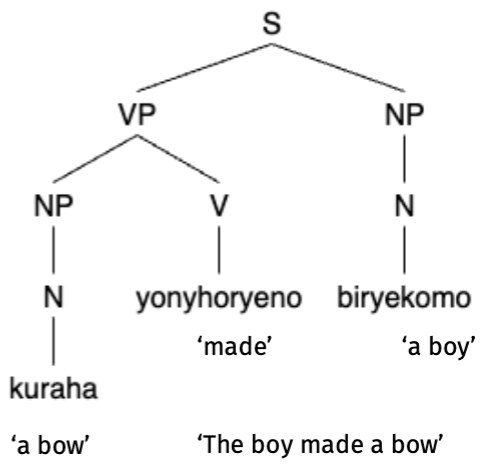 S
VP NP
NP V N
N yonyhoryeno biryekomo
‘made’ ‘a boy’
kuraha
‘a bow’ ‘The boy made a bow’